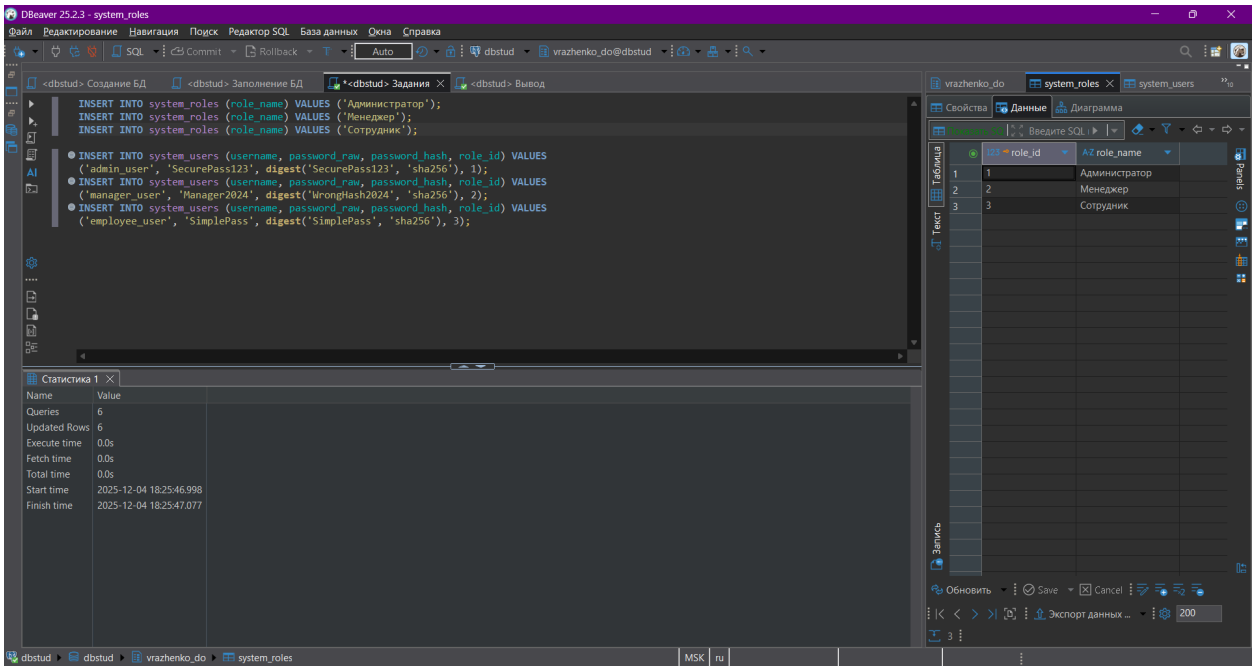 DBeaver 25.2.3 - system_roles
Файл Редактирование Навигация Поиск Редактор SQL База данных Окна Справка
SQL Commit Rollback T Auto dbstud vrazhenko_do@dbstud
<dbstud> Создание БД <dbstud> Заполнение БД *<dbstud> Задания <dbstud> Вывод
INSERT INTO system_roles (role_name) VALUES ('Администратор');
INSERT INTO system_roles (role_name) VALUES ('Менеджер');
INSERT INTO system_roles (role_name) VALUES ('Сотрудник');
INSERT INTO system_users (username, password_raw, password_hash, role_id) VALUES
('admin_user', 'SecurePass123', digest('SecurePass123', 'sha256'), 1);
INSERT INTO system_users (username, password_raw, password_hash, role_id) VALUES
('manager_user', 'Manager2024', digest('WrongHash2024', 'sha256'), 2);
INSERT INTO system_users (username, password_raw, password_hash, role_id) VALUES
('employee_user', 'SimplePass', digest('SimplePass', 'sha256'), 3);
AI
Статистика 1
Name Value
Queries 6
Updated Rows 6
Execute time 0.0s
Fetch time 0.0s
Total time 0.0s
Start time 2025-12-04 18:25:46.998
Finish time 2025-12-04 18:25:47.077
vrazhenko_do system_roles system_users 10
Свойства Данные Диаграмма
Введите SQL
Таблица
Текст
Запись
Panels
123 role_id A-Z role_name
1 1 Администратор
2 2 Менеджер
3 3 Сотрудник
Обновить Save Cancel
Экспорт данных ... 200
3
dbstud dbstud vrazhenko_do system_roles MSK ru